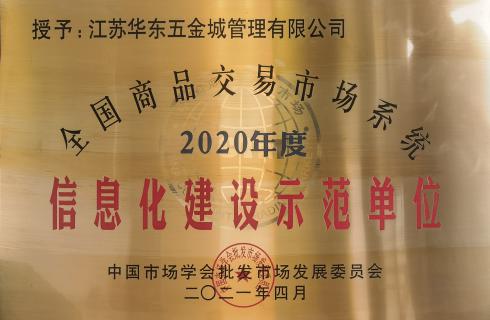 授予：江苏华东五金城管理有限公司
全国商品交易市场系统
2020年度
信息化建设示范单位
中国市场学会批发市场发展委员会
二〇二一年四月